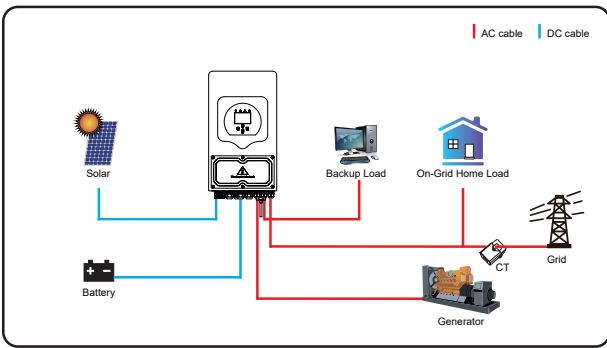 AC cable
DC cable
Solar
Backup Load
On-Grid Home Load
Battery
CT
Grid
Generator